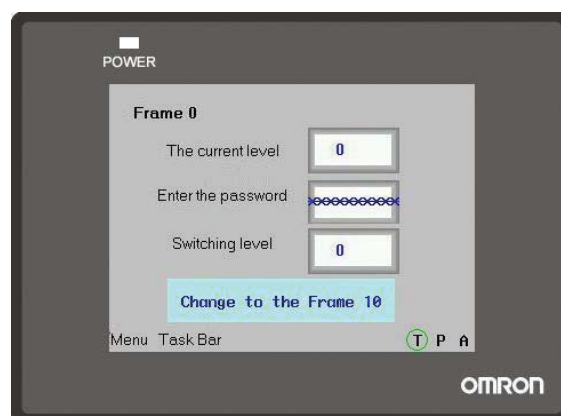 POWER
Frame 0
The current level 0
Enter the password xxxxxxxxxx
Switching level 0
Change to the Frame 10
Menu Task Bar T P A
OMRON